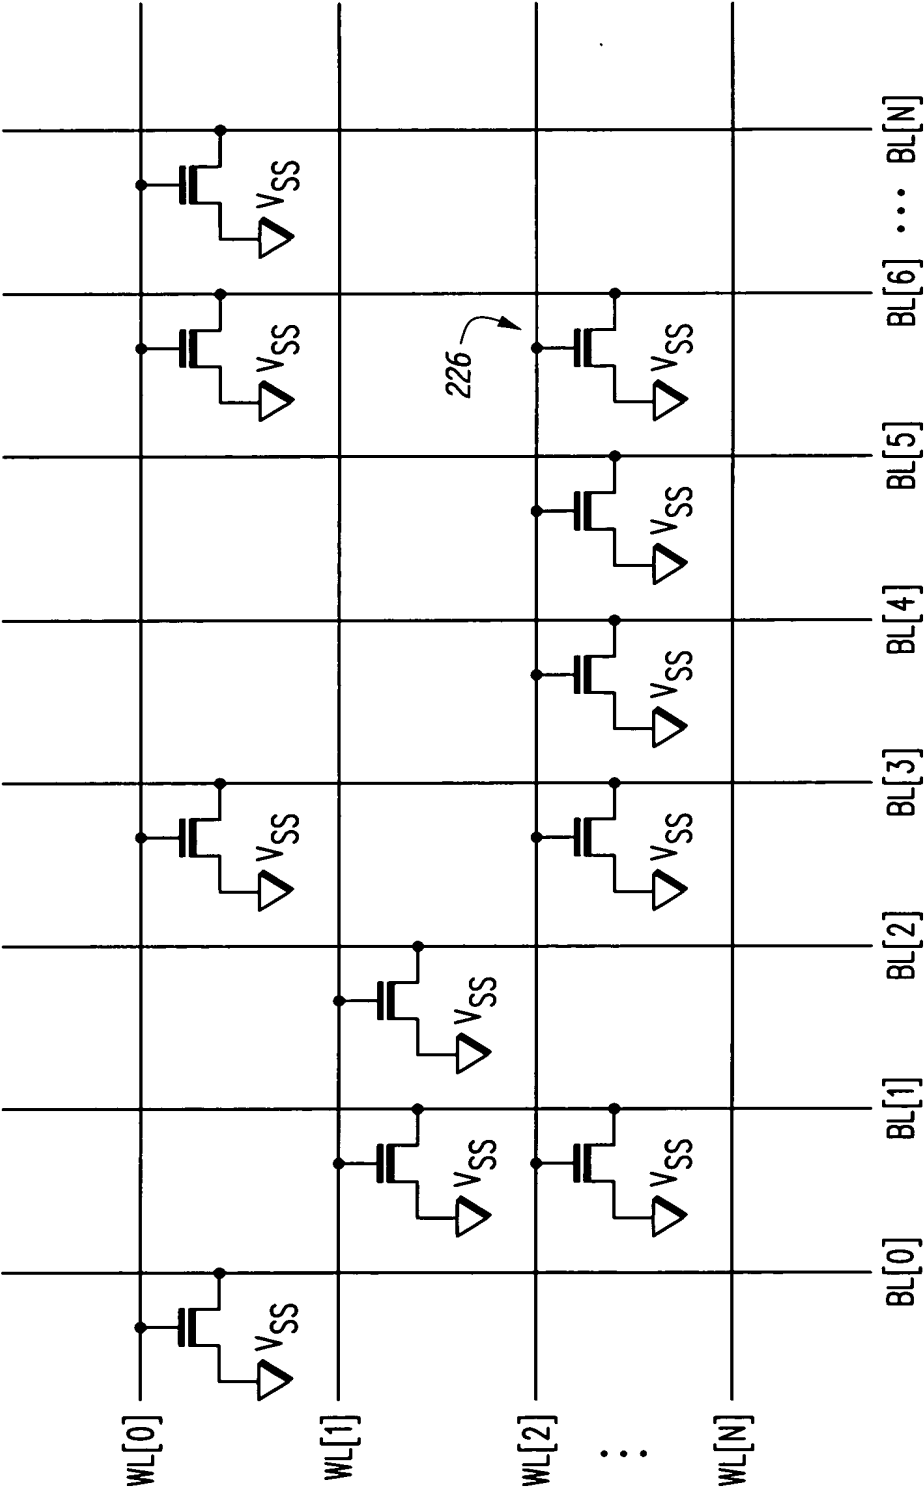 WL[0]
VSS VSS VSS VSS
WL[1]
VSS VSS 226
WL[2]
...
VSS VSS VSS VSS VSS
WL[N]
BL[0] BL[1] BL[2] BL[3] BL[4] BL[5] BL[6] ... BL[N]